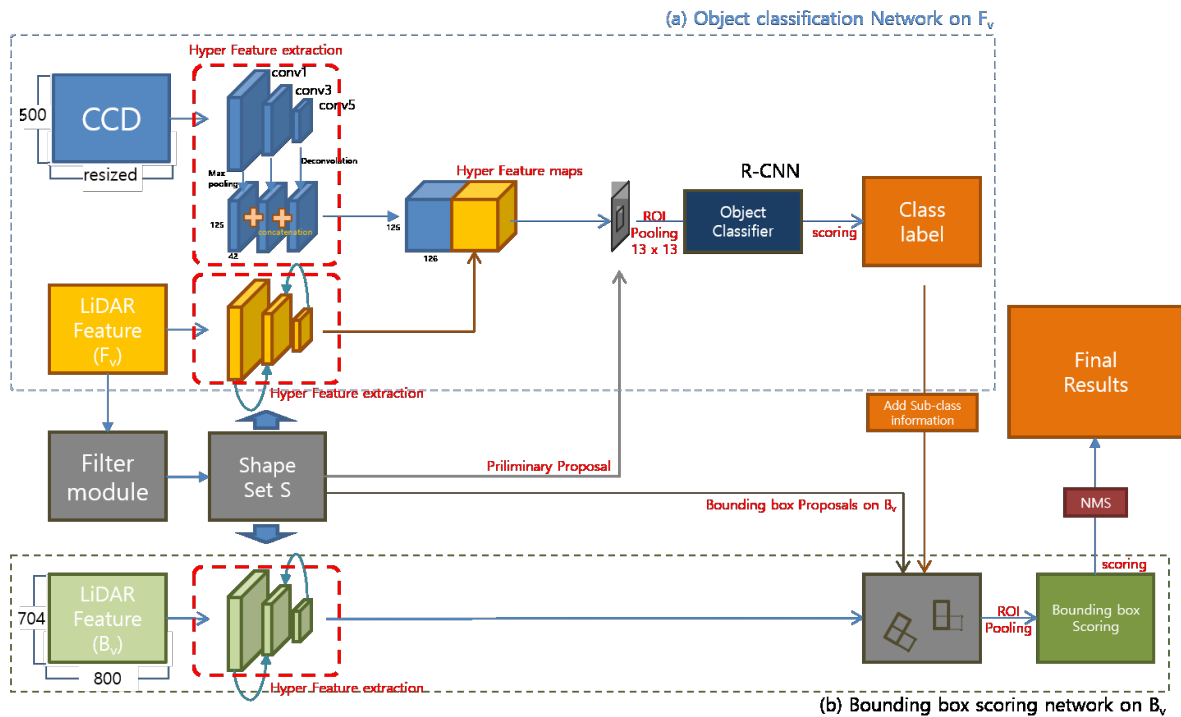 (a) Object classification Network on Fv
Hyper Feature extraction
conv1
conv3
conv5
500
CCD
resized
Max
pooling
Deconvolution
125
42
concatenation
Hyper Feature maps
125
126
R-CNN
ROI
Pooling
13 x 13
Object
Classifier
scoring
Class
label
LiDAR
Feature
(Fv)
Hyper Feature extraction
Final
Results
Add Sub-class
information
Filter
module
Shape
Set S
Priliminary Proposal
Bounding box Proposals on Bv
NMS
scoring
704
LiDAR
Feature
(Bv)
800
Hyper Feature extraction
ROI
Pooling
Bounding box
Scoring
(b) Bounding box scoring network on Bv